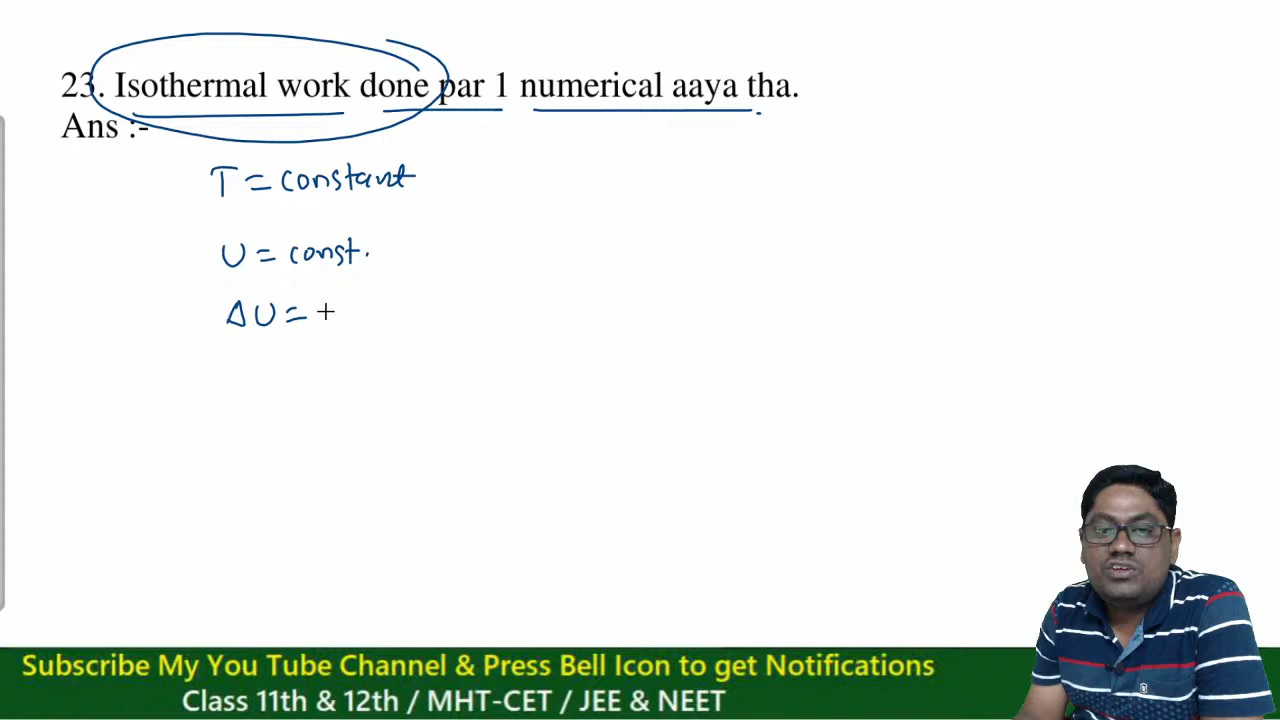 23. Isothermal work done par 1 numerical aaya tha.
Ans :-
T = constant
U = const.
ΔU =
Subscribe My You Tube Channel & Press Bell Icon to get Notifications
Class 11th & 12th / MHT-CET / JEE & NEET